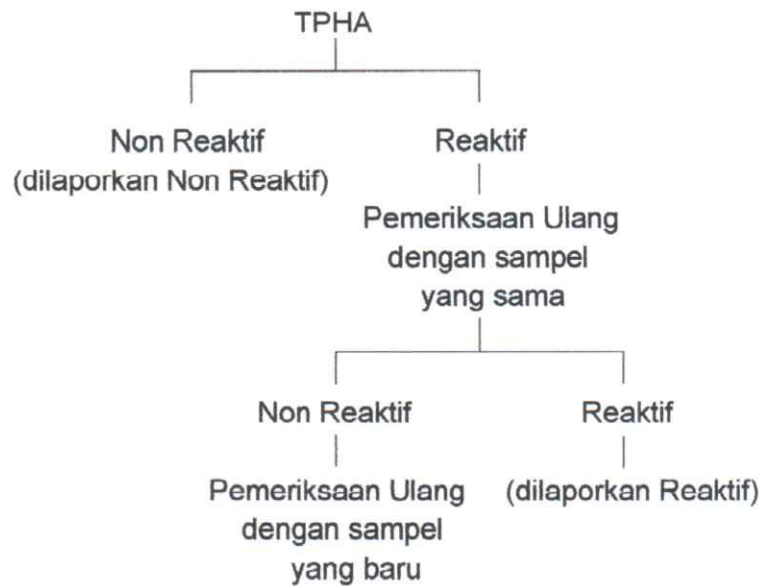 TPHA
Non Reaktif
Reaktif
(dilaporkan Non Reaktif)
Pemeriksaan Ulang
dengan sampel
yang sama
Non Reaktif
Reaktif
Pemeriksaan Ulang
(dilaporkan Reaktif)
dengan sampel
yang baru